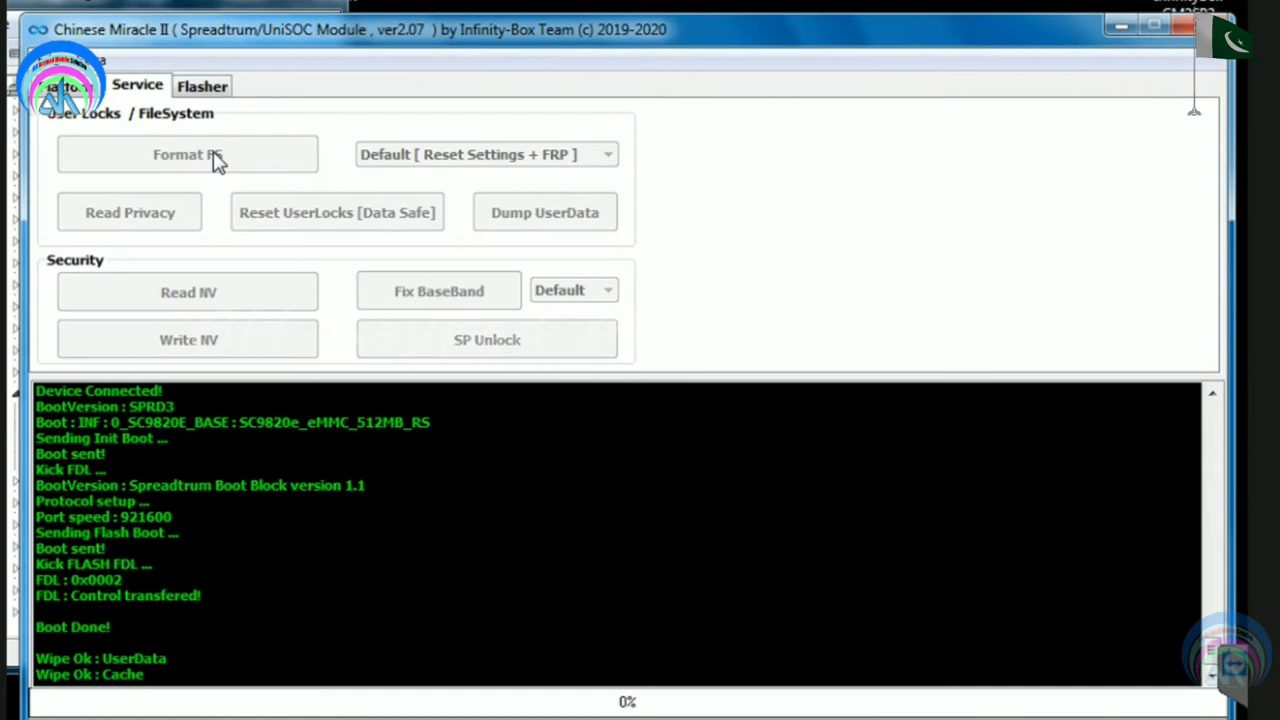 Chinese Miracle II ( Spreadtrum/UniSOC Module , ver2.07 ) by Infinity-Box Team (c) 2019-2020
Service
Flasher
/ FileSystem
Format FS
Default [ Reset Settings + FRP ]
Read Privacy
Reset UserLocks [Data Safe]
Dump UserData
Security
Read NV
Fix BaseBand
Default
Write NV
SP Unlock
Device Connected!
BootVersion : SPRD3
Boot : INF : 0_SC9820E_BASE : SC9820e_eMMC_512MB_RS
Sending Init Boot ...
Boot sent!
Kick FDL ...
BootVersion : Spreadtrum Boot Block version 1.1
Protocol setup ...
Port speed : 921600
Sending Flash Boot ...
Boot sent!
Kick FLASH FDL ...
FDL : 0x0002
FDL : Control transfered!
Boot Done!
Wipe Ok : UserData
Wipe Ok : Cache
0%